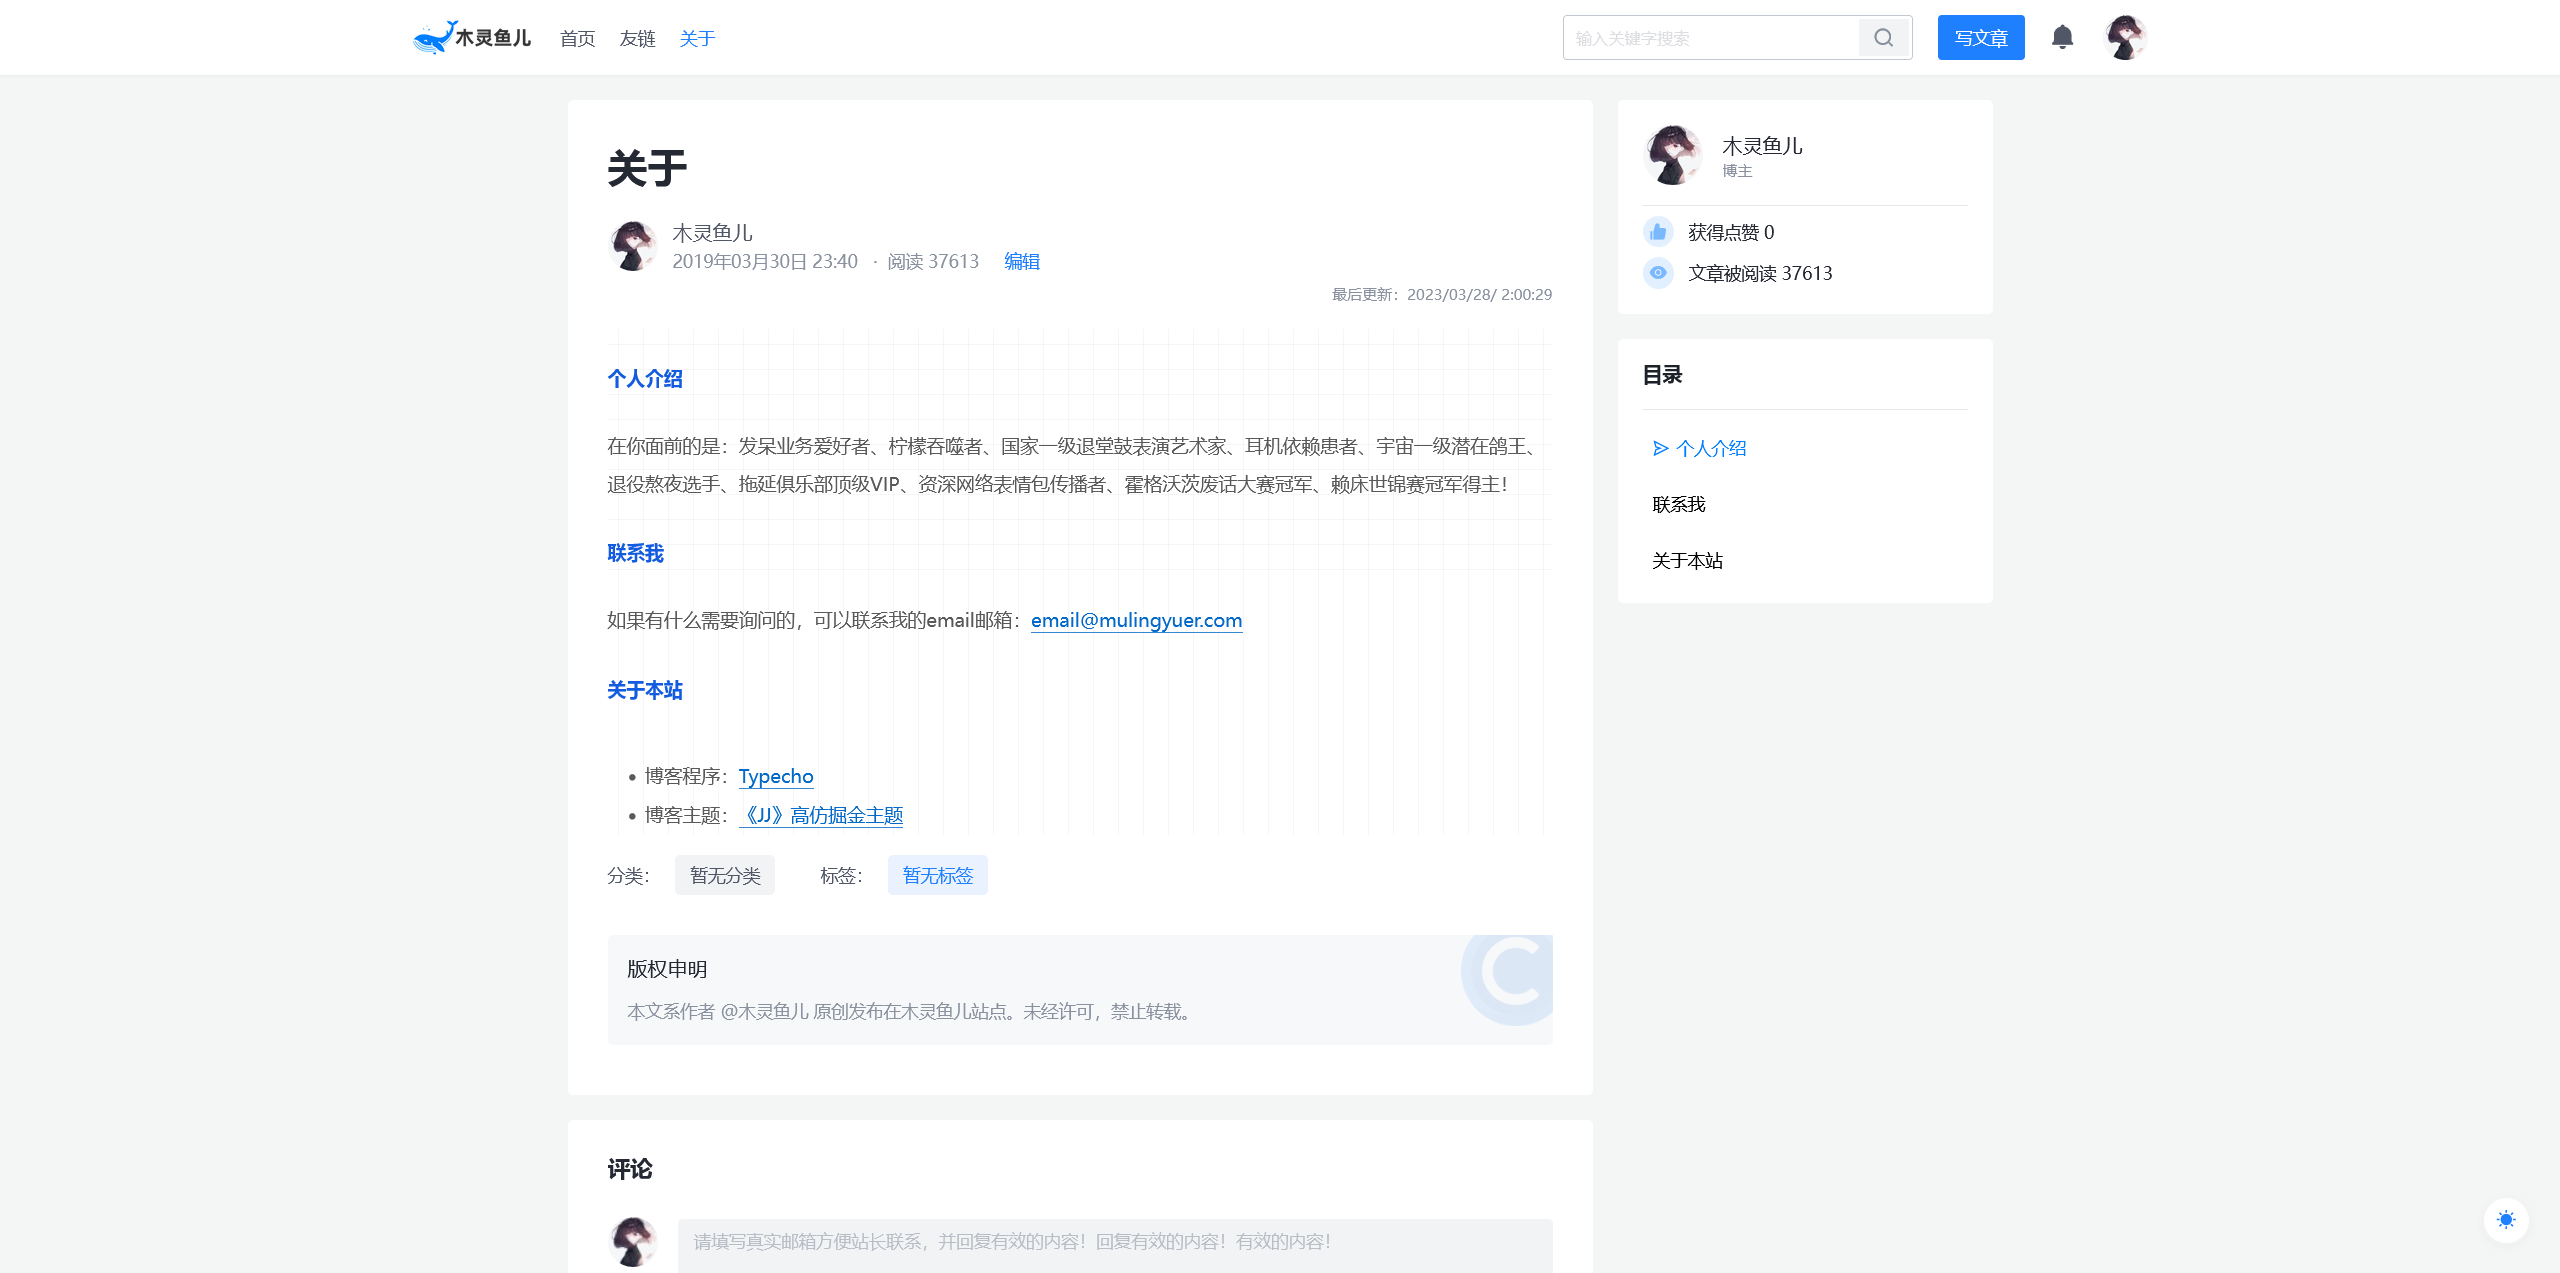 木灵鱼儿
首页 友链 关于
输入关键字搜索
写文章
关于
木灵鱼儿
2019年03月30日 23:40 · 阅读 37613 编辑
最后更新：2023/03/28/ 2:00:29
个人介绍
在你面前的是：发呆业务爱好者、柠檬吞噬者、国家一级退堂鼓表演艺术家、耳机依赖患者、宇宙一级潜在鸽王、
退役熬夜选手、拖延俱乐部顶级VIP、资深网络表情包传播者、霍格沃茨废话大赛冠军、赖床世锦赛冠军得主！
联系我
如果有什么需要询问的，可以联系我的email邮箱：email@mulingyuer.com
关于本站
• 博客程序：Typecho
• 博客主题：《JJ》高仿掘金主题
分类： 暂无分类 标签： 暂无标签
版权申明
本文系作者 @木灵鱼儿 原创发布在木灵鱼儿站点。未经许可，禁止转载。
评论
请填写真实邮箱方便站长联系，并回复有效的内容！回复有效的内容！有效的内容！
木灵鱼儿
博主
获得点赞 0
文章被阅读 37613
目录
个人介绍
联系我
关于本站